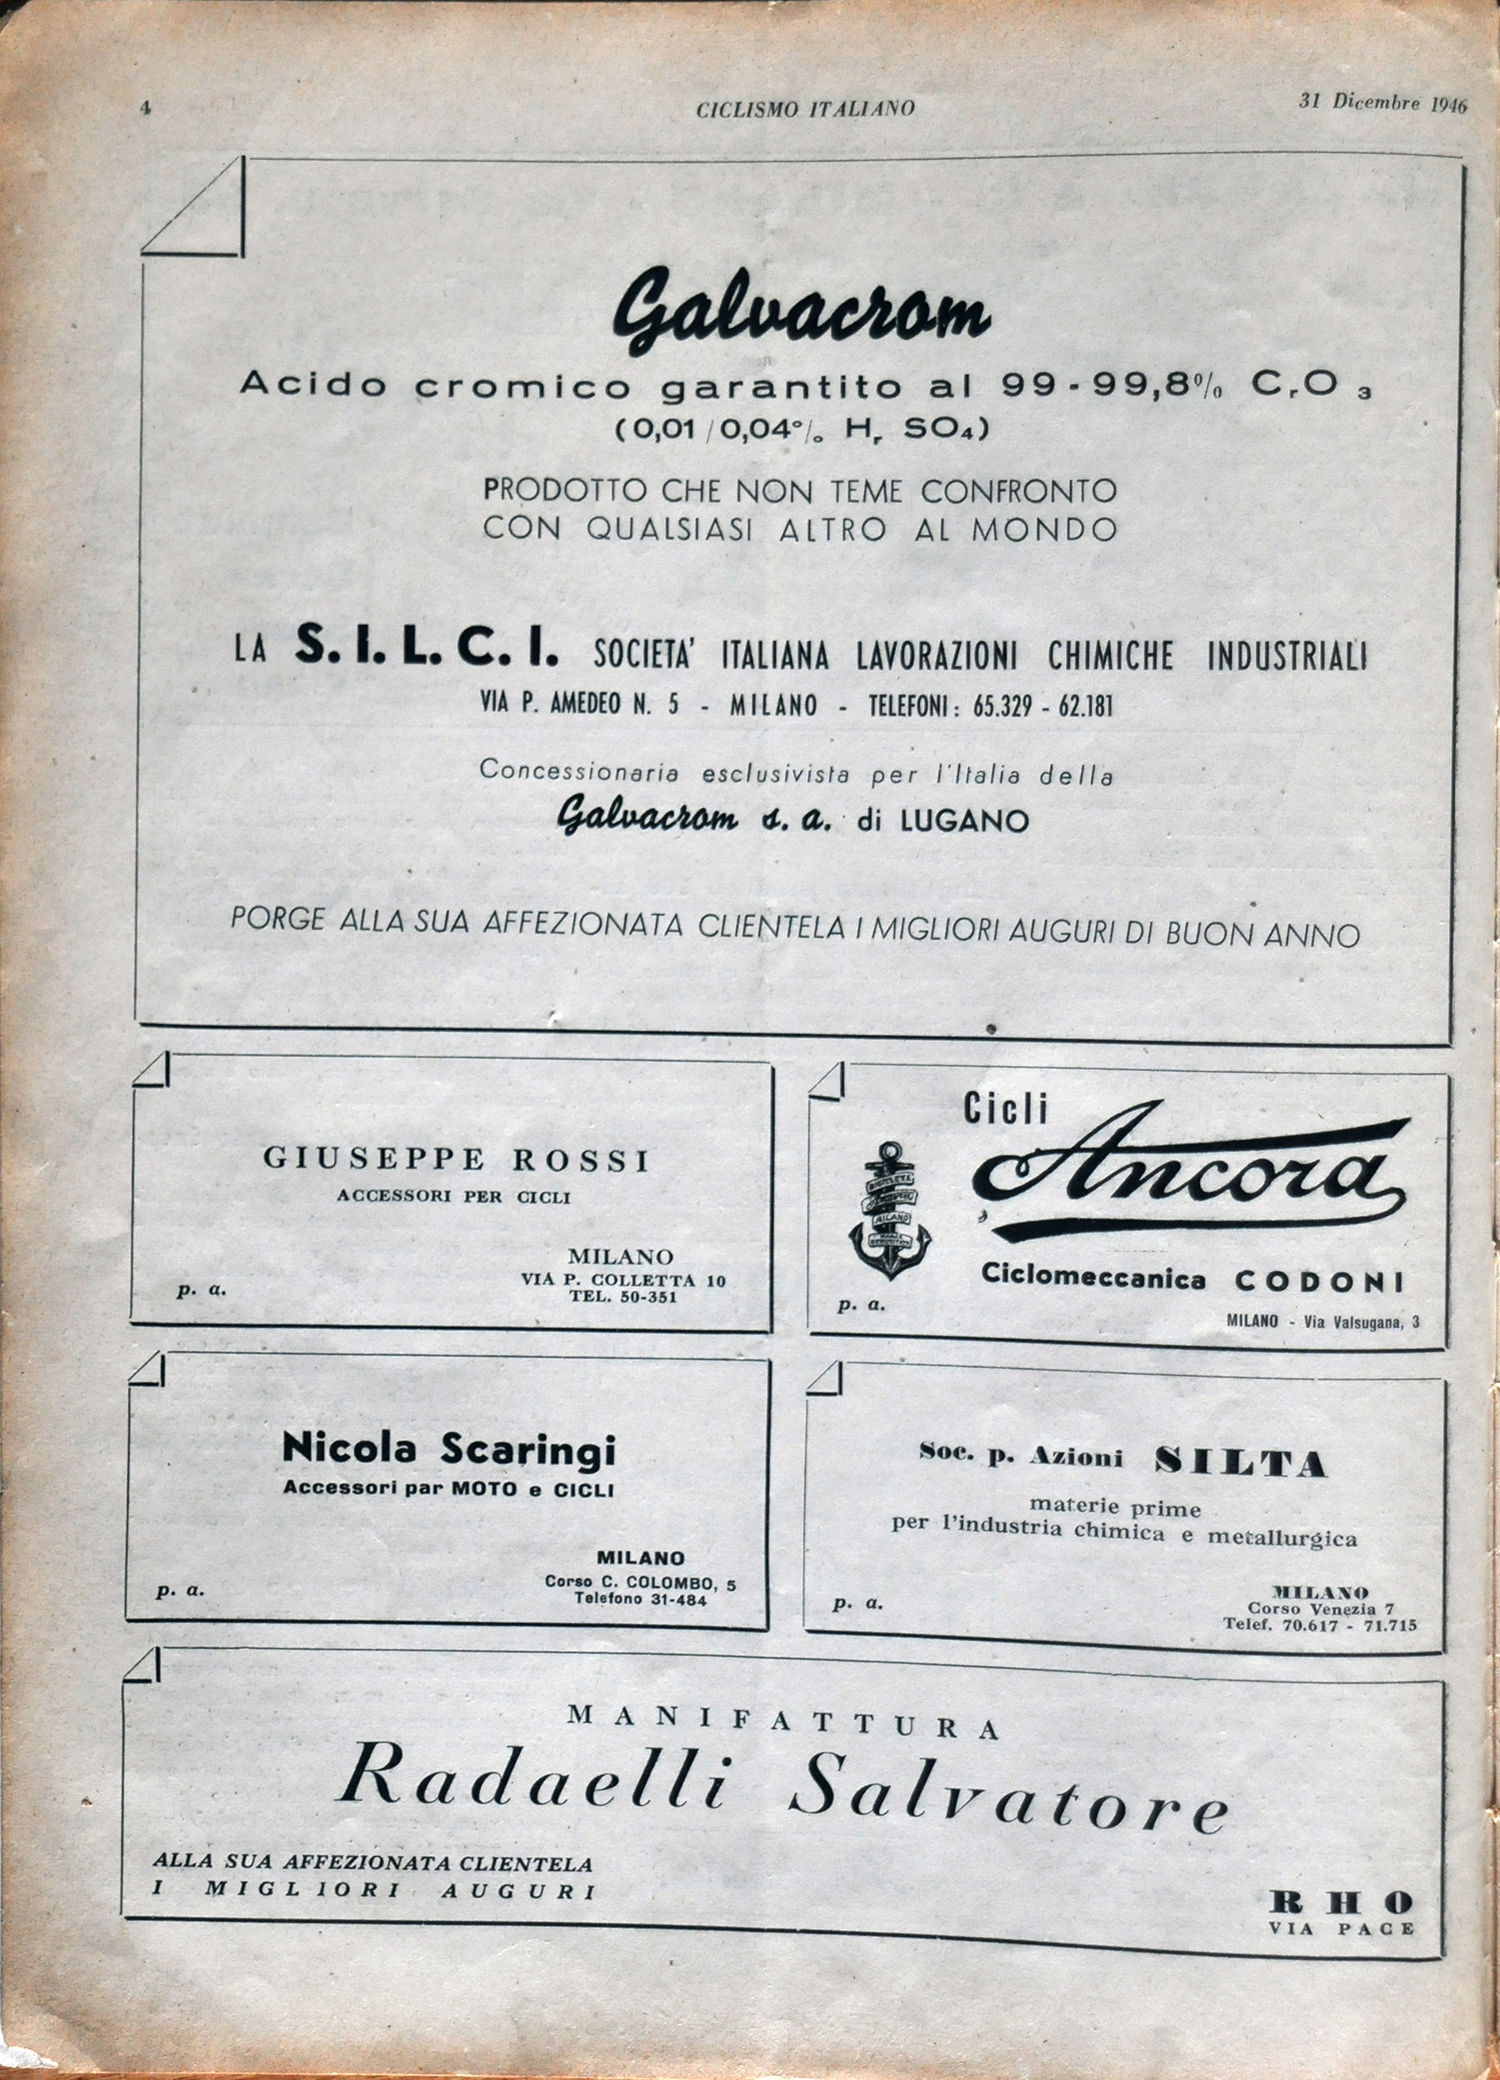 4
CICLISMO ITALIANO
31 Dicembre 1946
Galvacrom
Acido cromico garantito al 99 - 99,8% CrO 3
(0,01 / 0,04% Hr SO4)
PRODOTTO CHE NON TEME CONFRONTO
CON QUALSIASI ALTRO AL MONDO
LA S. I. L. C. I. SOCIETA' ITALIANA LAVORAZIONI CHIMICHE INDUSTRIALI
VIA P. AMEDEO N. 5 - MILANO - TELEFONI: 65.329 - 62.181
Concessionaria esclusivista per l'Italia della
Galvacrom s. a. di LUGANO
PORGE ALLA SUA AFFEZIONATA CLIENTELA I MIGLIORI AUGURI DI BUON ANNO
GIUSEPPE ROSSI
ACCESSORI PER CICLI
MILANO
VIA P. COLLETTA 10
TEL. 50-351
p. a.
Cicli
Ancora
MILANO
Ciclomeccanica CODONI
p. a.
MILANO - Via Valsugana, 3
Nicola Scaringi
Accessori par MOTO e CICLI
MILANO
Corso C. COLOMBO, 5
Telefono 31-484
p. a.
Soc. p. Azioni SILTA
materie prime
per l'industria chimica e metallurgica
MILANO
Corso Venezia 7
Telef. 70.617 - 71.715
p. a.
MANIFATTURA
Radaelli Salvatore
ALLA SUA AFFEZIONATA CLIENTELA
I MIGLIORI AUGURI
RHO
VIA PACE